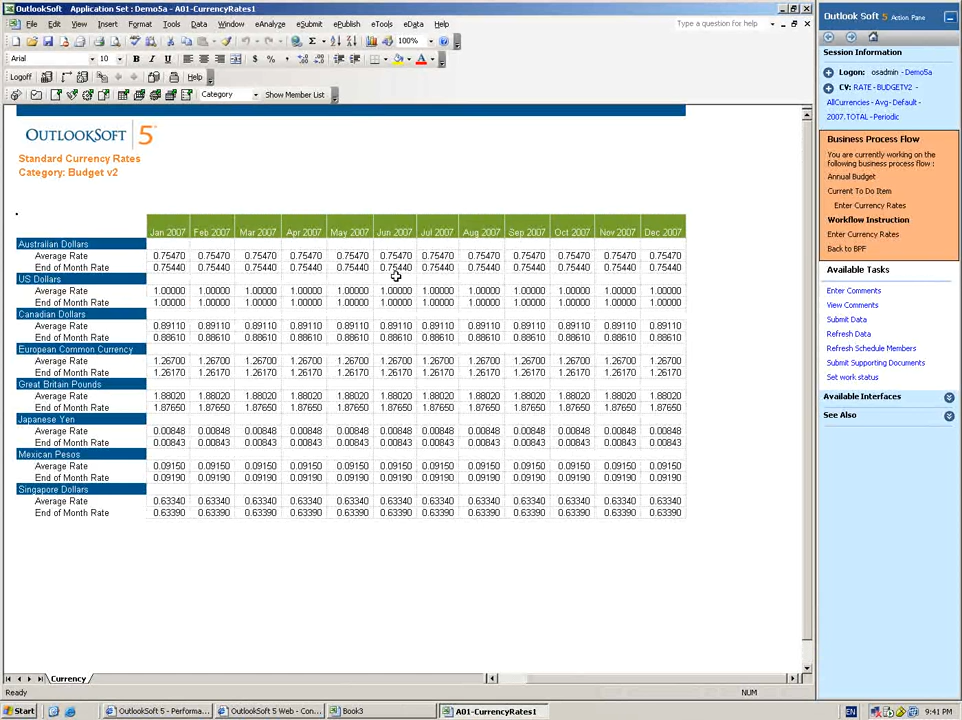 OutlookSoft Application Set : Demo5a - A01-CurrencyRates1
File Edit View Insert Format Tools Data Window eAnalyze eSubmit ePublish eTools eData Help
Type a question for help
100%
Arial 10
Logoff Help
Category Show Member List
OUTLOOKSOFT 5
Standard Currency Rates
Category: Budget v2
Jan 2007 Feb 2007 Mar 2007 Apr 2007 May 2007 Jun 2007 Jul 2007 Aug 2007 Sep 2007 Oct 2007 Nov 2007 Dec 2007
Australian Dollars
Average Rate 0.75470 0.75470 0.75470 0.75470 0.75470 0.75470 0.75470 0.75470 0.75470 0.75470 0.75470 0.75470
End of Month Rate 0.75440 0.75440 0.75440 0.75440 0.75440 0.75440 0.75440 0.75440 0.75440 0.75440 0.75440 0.75440
US Dollars
Average Rate 1.00000 1.00000 1.00000 1.00000 1.00000 1.00000 1.00000 1.00000 1.00000 1.00000 1.00000 1.00000
End of Month Rate 1.00000 1.00000 1.00000 1.00000 1.00000 1.00000 1.00000 1.00000 1.00000 1.00000 1.00000 1.00000
Canadian Dollars
Average Rate 0.89110 0.89110 0.89110 0.89110 0.89110 0.89110 0.89110 0.89110 0.89110 0.89110 0.89110 0.89110
End of Month Rate 0.88610 0.88610 0.88610 0.88610 0.88610 0.88610 0.88610 0.88610 0.88610 0.88610 0.88610 0.88610
European Common Currency
Average Rate 1.26700 1.26700 1.26700 1.26700 1.26700 1.26700 1.26700 1.26700 1.26700 1.26700 1.26700 1.26700
End of Month Rate 1.26170 1.26170 1.26170 1.26170 1.26170 1.26170 1.26170 1.26170 1.26170 1.26170 1.26170 1.26170
Great Britain Pounds
Average Rate 1.88020 1.88020 1.88020 1.88020 1.88020 1.88020 1.88020 1.88020 1.88020 1.88020 1.88020 1.88020
End of Month Rate 1.87650 1.87650 1.87650 1.87650 1.87650 1.87650 1.87650 1.87650 1.87650 1.87650 1.87650 1.87650
Japanese Yen
Average Rate 0.00848 0.00848 0.00848 0.00848 0.00848 0.00848 0.00848 0.00848 0.00848 0.00848 0.00848 0.00848
End of Month Rate 0.00843 0.00843 0.00843 0.00843 0.00843 0.00843 0.00843 0.00843 0.00843 0.00843 0.00843 0.00843
Mexican Pesos
Average Rate 0.09150 0.09150 0.09150 0.09150 0.09150 0.09150 0.09150 0.09150 0.09150 0.09150 0.09150 0.09150
End of Month Rate 0.09190 0.09190 0.09190 0.09190 0.09190 0.09190 0.09190 0.09190 0.09190 0.09190 0.09190 0.09190
Singapore Dollars
Average Rate 0.63340 0.63340 0.63340 0.63340 0.63340 0.63340 0.63340 0.63340 0.63340 0.63340 0.63340 0.63340
End of Month Rate 0.63390 0.63390 0.63390 0.63390 0.63390 0.63390 0.63390 0.63390 0.63390 0.63390 0.63390 0.63390
Currency
Ready NUM
Outlook Soft 5 Action Pane
Session Information
Logon: osadmin - Demo5a
CV: RATE - BUDGETV2 -
AllCurrencies - Avg - Default -
2007.TOTAL - Periodic
Business Process Flow
You are currently working on the
following business process flow :
Annual Budget
Current To Do Item
Enter Currency Rates
Workflow Instruction
Enter Currency Rates
Back to BPF
Available Tasks
Enter Comments
View Comments
Submit Data
Refresh Data
Refresh Schedule Members
Submit Supporting Documents
Set work status
Available Interfaces
See Also
Start OutlookSoft 5 - Performa... OutlookSoft 5 Web - Con... Book3 A01-CurrencyRates1 EN 9:41 PM